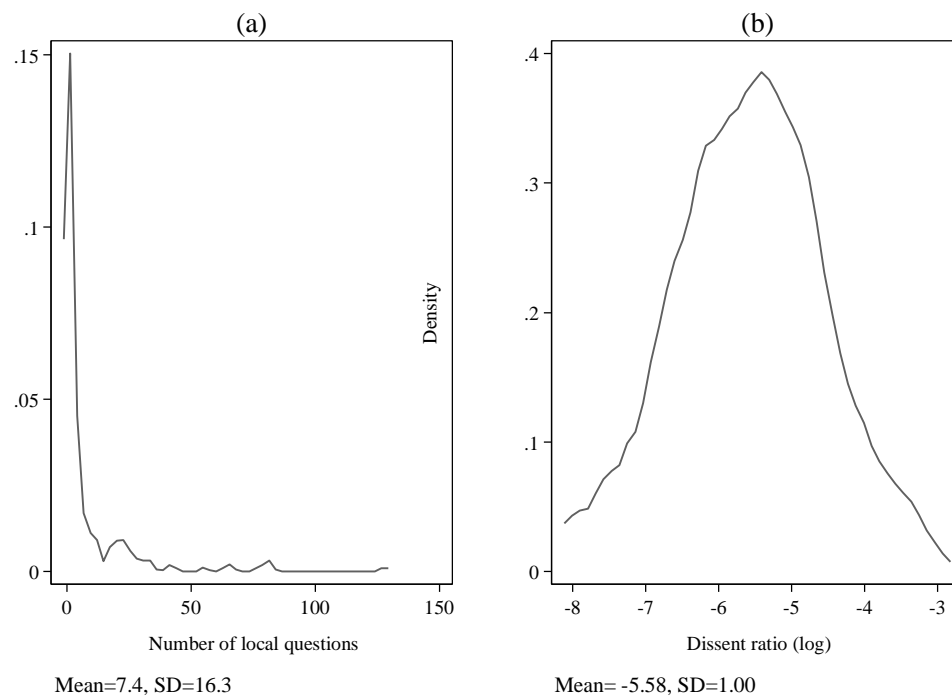 (a)
.15
.1
.05
0
0
50
100
150
Number of local questions
Mean=7.4, SD=16.3
(b)
Density
.4
.3
.2
.1
0
-8
-7
-6
-5
-4
-3
Dissent ratio (log)
Mean= -5.58, SD=1.00